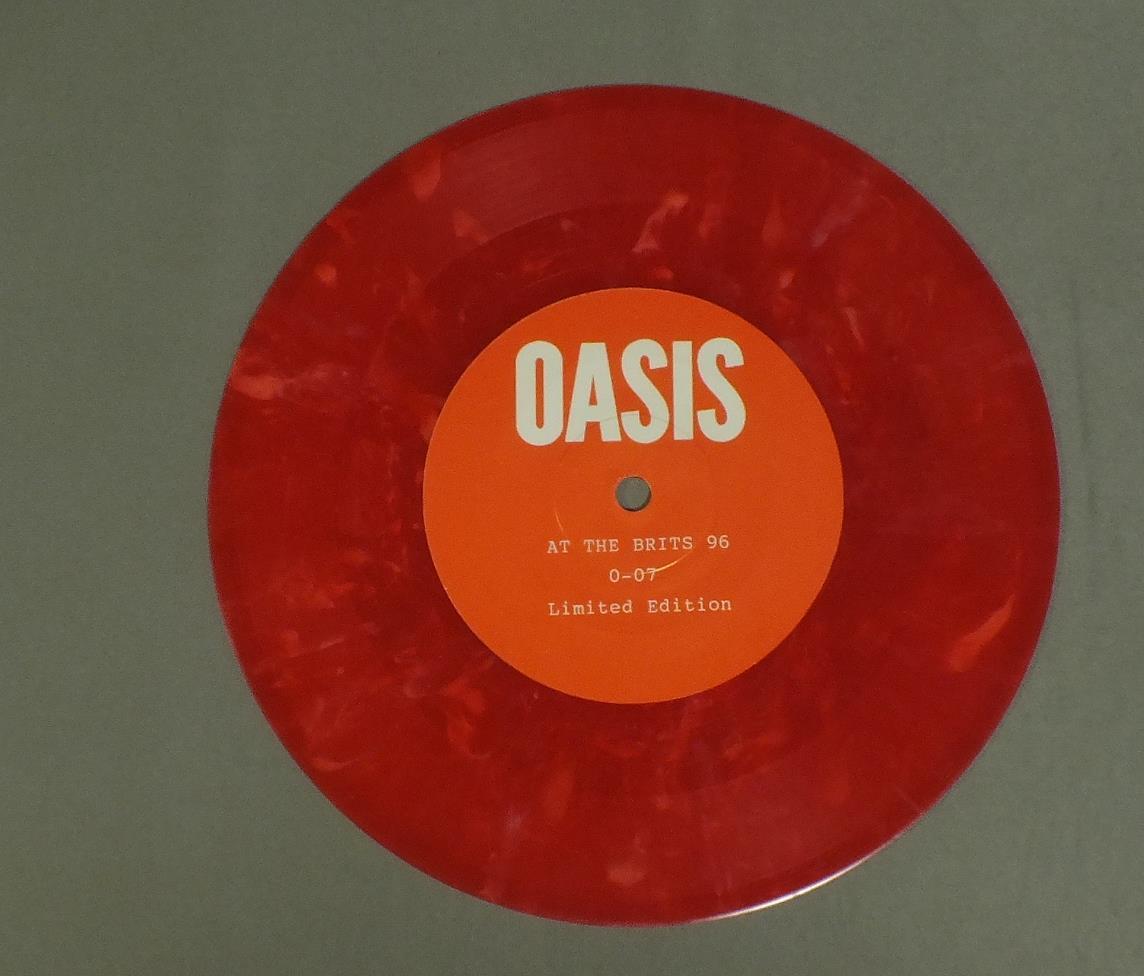 OASIS
AT THE BRITS 96
0-07
Limited Edition